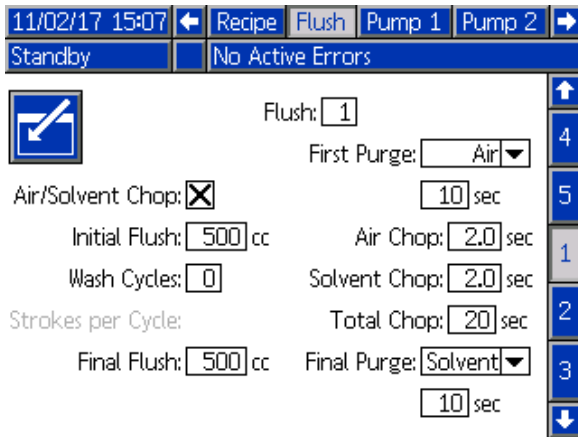 11/02/17 15:07 Recipe Flush Pump 1 Pump 2
Standby No Active Errors
Flush: 1
First Purge: Air
Air/Solvent Chop: 10 sec
Initial Flush: 500 cc Air Chop: 2.0 sec
Wash Cycles: 0 Solvent Chop: 2.0 sec
Strokes per Cycle: Total Chop: 20 sec
Final Flush: 500 cc Final Purge: Solvent
10 sec
4
5
1
2
3